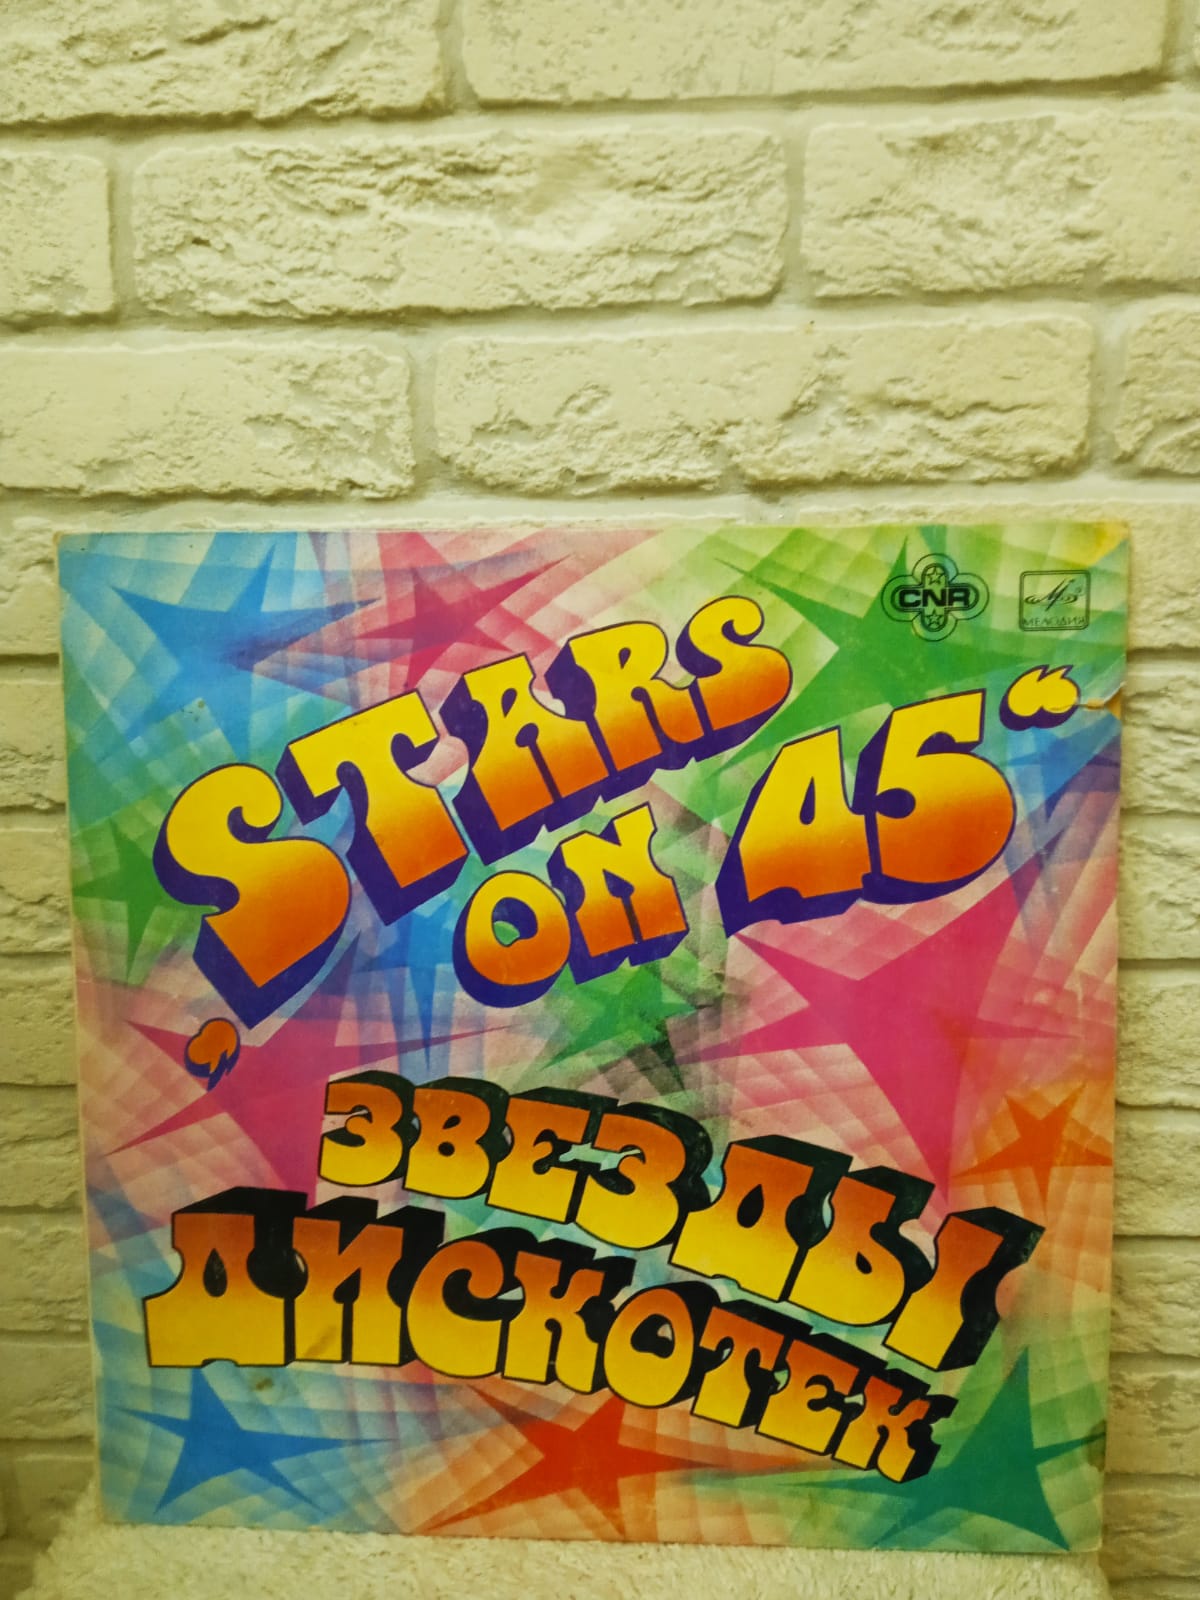 CNR
МЕЛОДИЯ
„STARS
ON 45“
ЗВЕЗДЫ
ДИСКОТЕК